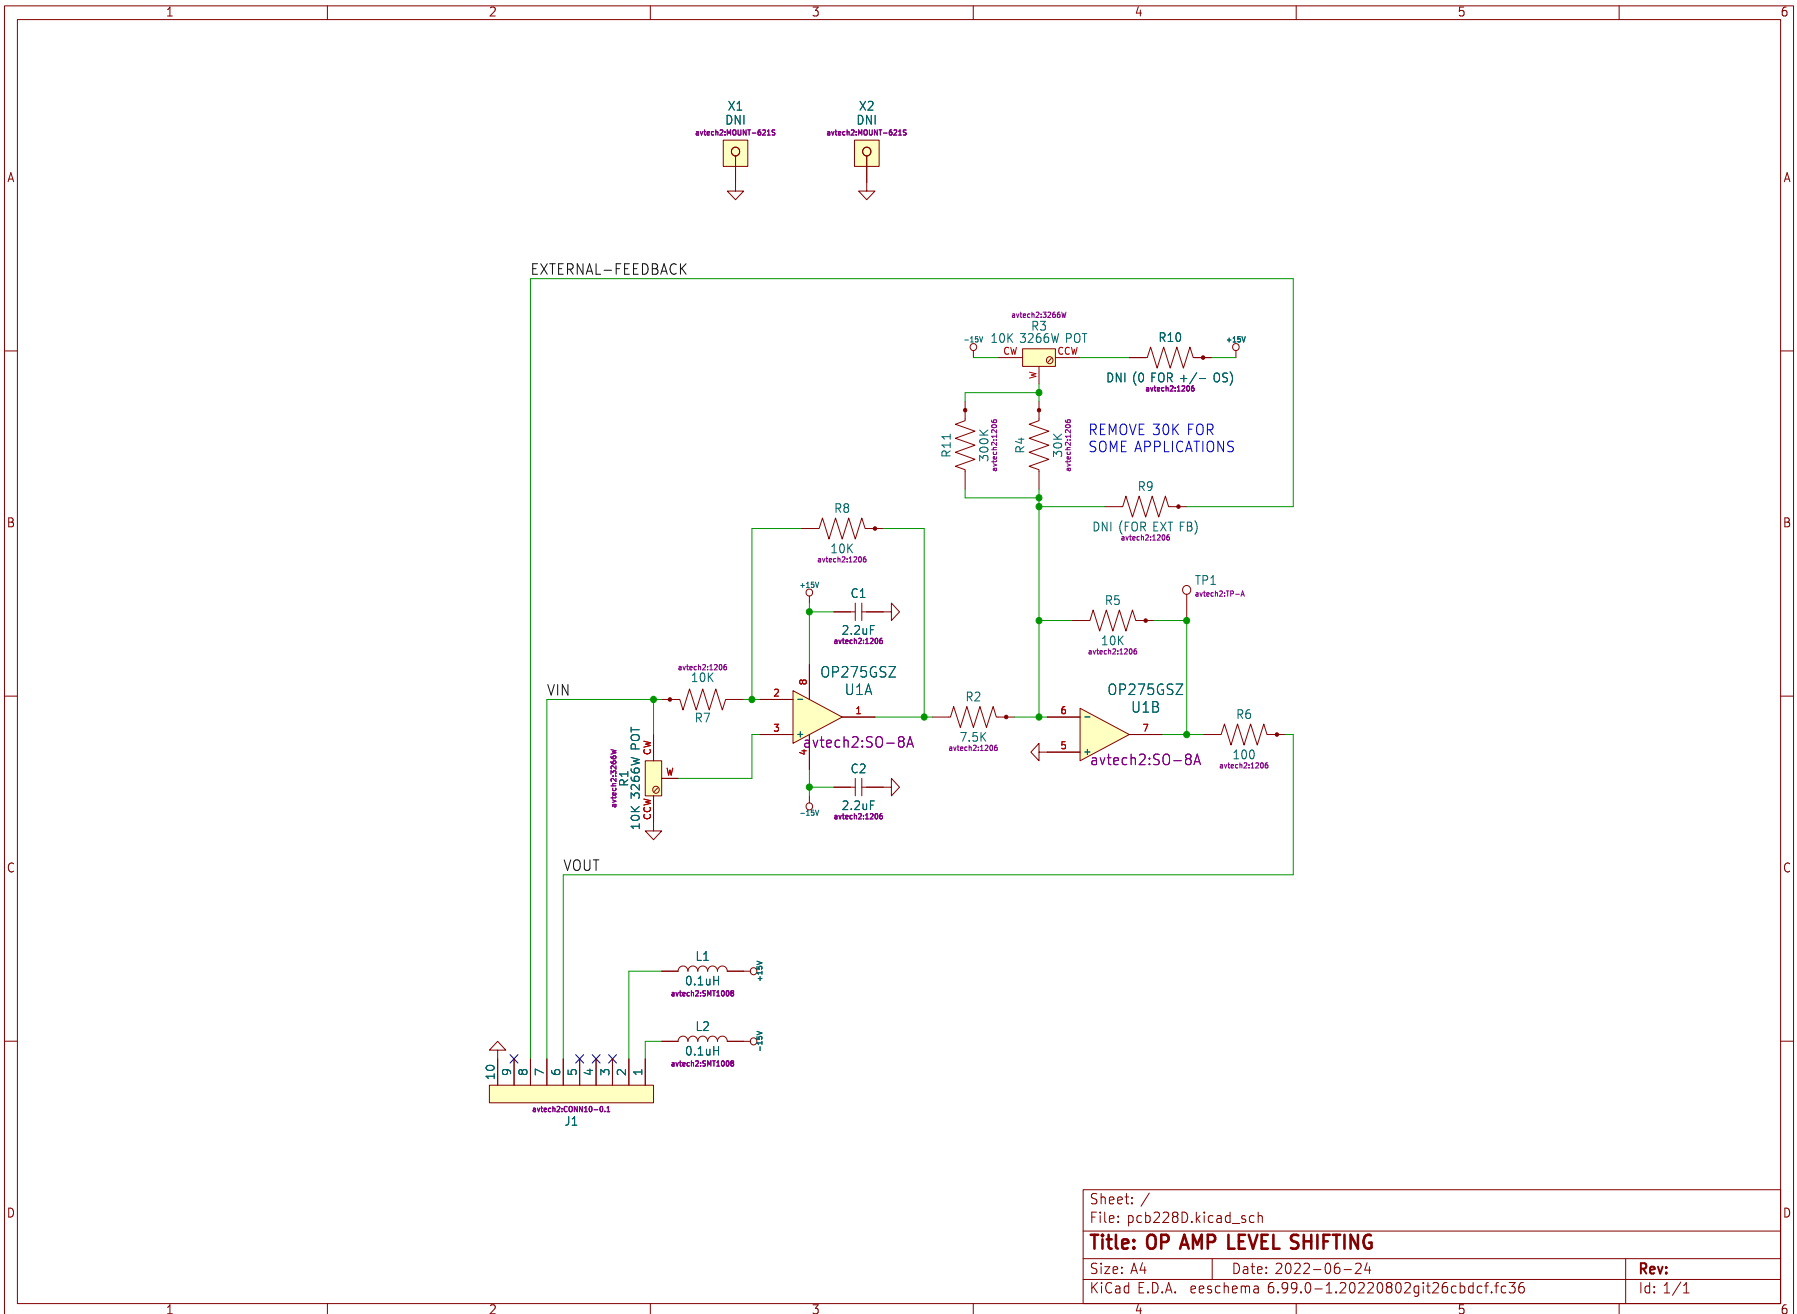 1 2 3 4 5 6
A A
B B
C C
D D
X1
DNI
avtech2:MOUNT-621S
X2
DNI
avtech2:MOUNT-621S
EXTERNAL-FEEDBACK
avtech2:3266W
R3
10K 3266W POT
-15V
CW
CCW
W
R10
+15V
DNI (0 FOR +/- OS)
avtech2:1206
R11
300K
avtech2:1206
R4
30K
avtech2:1206
REMOVE 30K FOR
SOME APPLICATIONS
R9
DNI (FOR EXT FB)
avtech2:1206
R8
10K
avtech2:1206
+15V
C1
2.2uF
avtech2:1206
TP1
avtech2:TP-A
R5
10K
avtech2:1206
VIN
avtech2:1206
10K
R7
OP275GSZ
U1A
8
2
3
1
4
avtech2:SO-8A
R2
7.5K
avtech2:1206
OP275GSZ
U1B
6
5
7
avtech2:SO-8A
R6
100
avtech2:1206
avtech2:3266W
R1
10K 3266W POT
CW
W
CCW
C2
2.2uF
avtech2:1206
-15V
VOUT
L1
0.1uH
avtech2:SMT1008
+15V
L2
0.1uH
avtech2:SMT1008
-15V
10 9 8 7 6 5 4 3 2 1
avtech2:CONN10-0.1
J1
Sheet: /
File: pcb228D.kicad_sch
Title: OP AMP LEVEL SHIFTING
Size: A4 Date: 2022-06-24 Rev:
KiCad E.D.A. eeschema 6.99.0-1.20220802git26cbdcf.fc36 Id: 1/1
1 2 3 4 5 6